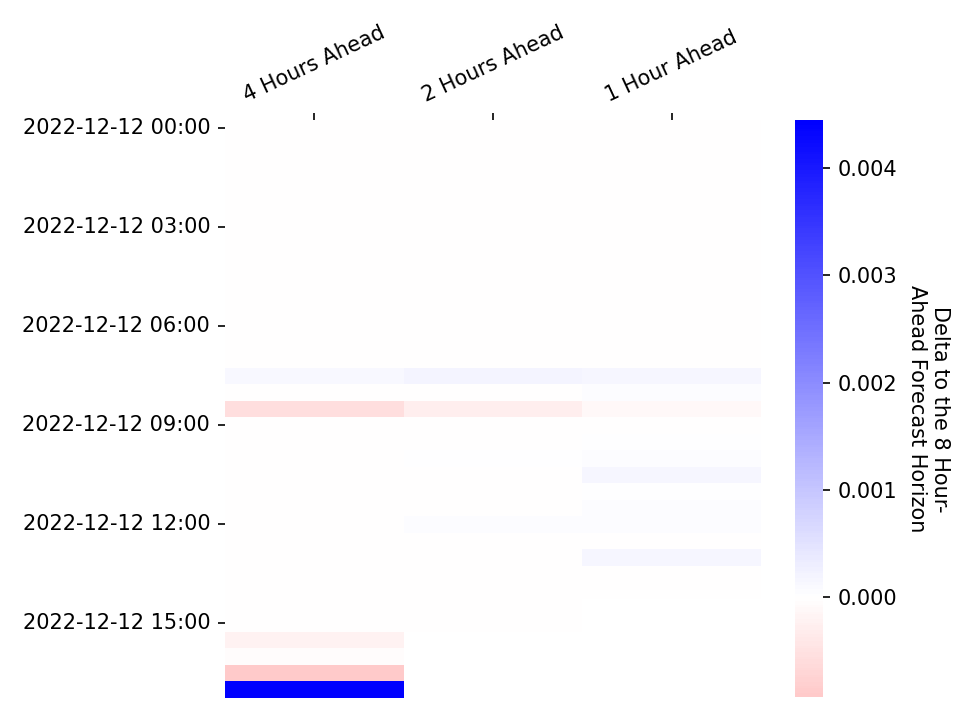 4 Hours Ahead
2 Hours Ahead
1 Hour Ahead
2022-12-12 00:00
2022-12-12 03:00
2022-12-12 06:00
2022-12-12 09:00
2022-12-12 12:00
2022-12-12 15:00
0.004
0.003
0.002
0.001
0.000
Delta to the 8 Hour-
Ahead Forecast Horizon